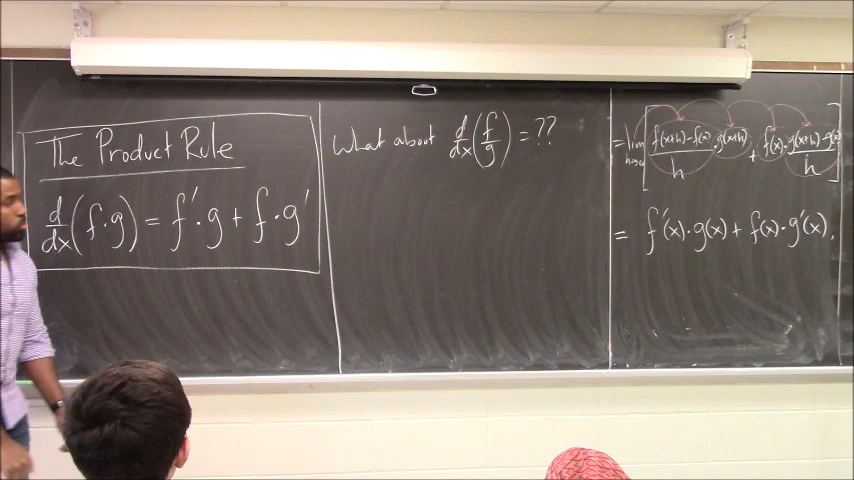 The Product Rule
d/dx (f·g) = f'·g + f·g'
What about d/dx (f/g) = ??
= lim h→0 [ f(x+h)-f(x)/h · g(x+h) + f(x) · g(x+h)-g(x)/h ]
= f'(x)·g(x) + f(x)·g'(x).